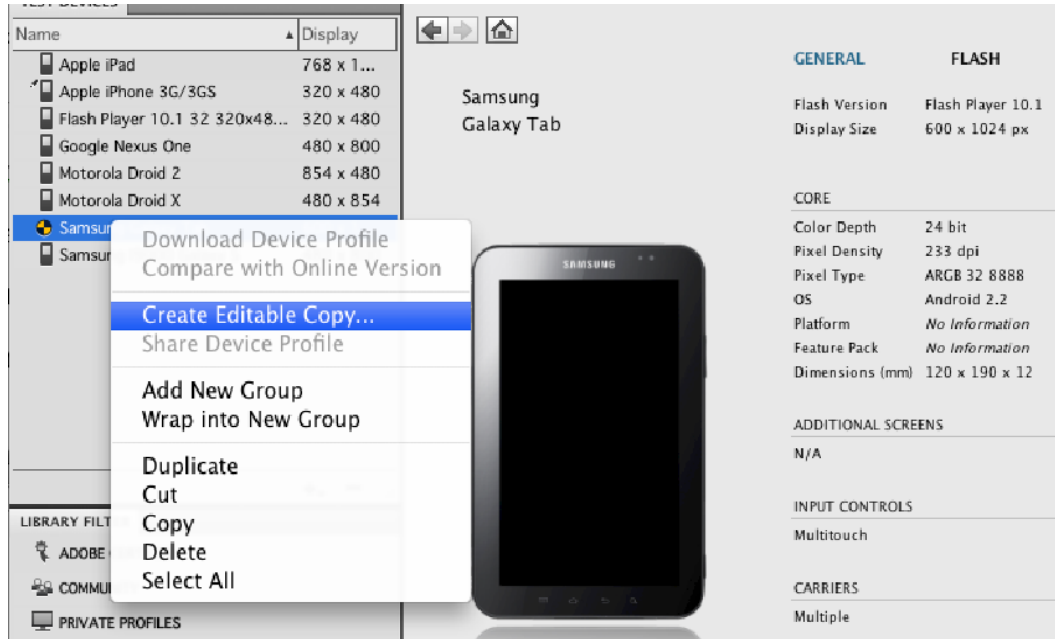 TEST DEVICES
Name Display
Apple iPad 768 x 1...
Apple iPhone 3G/3GS 320 x 480
Flash Player 10.1 32 320x48... 320 x 480
Google Nexus One 480 x 800
Motorola Droid 2 854 x 480
Motorola Droid X 480 x 854
Samsur
Samsur
Download Device Profile
Compare with Online Version
Create Editable Copy...
Share Device Profile
Add New Group
Wrap into New Group
Duplicate
Cut
Copy
Delete
Select All
LIBRARY FILT
ADOBE
COMMU
PRIVATE PROFILES
Samsung
Galaxy Tab
SAMSUNG
GENERAL FLASH
Flash Version Flash Player 10.1
Display Size 600 x 1024 px
CORE
Color Depth 24 bit
Pixel Density 233 dpi
Pixel Type ARGB 32 8888
OS Android 2.2
Platform No Information
Feature Pack No Information
Dimensions (mm) 120 x 190 x 12
ADDITIONAL SCREENS
N/A
INPUT CONTROLS
Multitouch
CARRIERS
Multiple